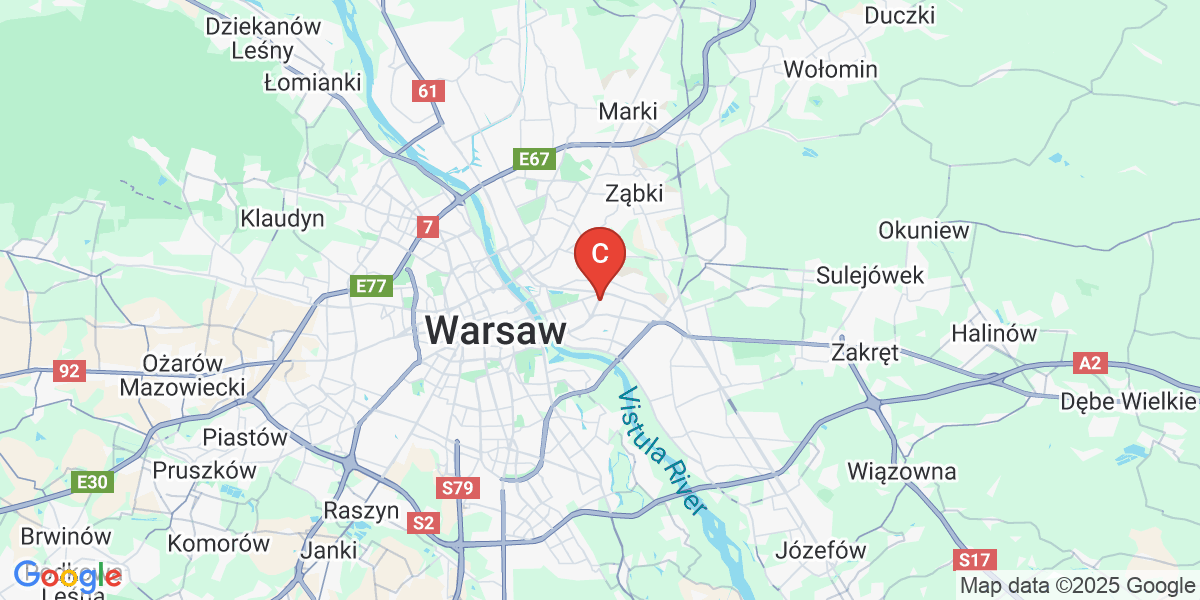 Duczki
Dziekanów
Leśny
Wołomin
Łomianki
61
Marki
E67
Ząbki
Klaudyn
7
Okuniew
C
Sulejówek
E77
Warsaw
Halinów
Zakręt
Ożarów
Mazowiecki
92
A2
Dębe Wielkie
Vistula River
Piastów
Pruszków
Wiązowna
E30
S79
Raszyn
S2
Brwinów
Komorów
Janki
Józefów
S17
Google
Leśna
Map data ©2025 Google